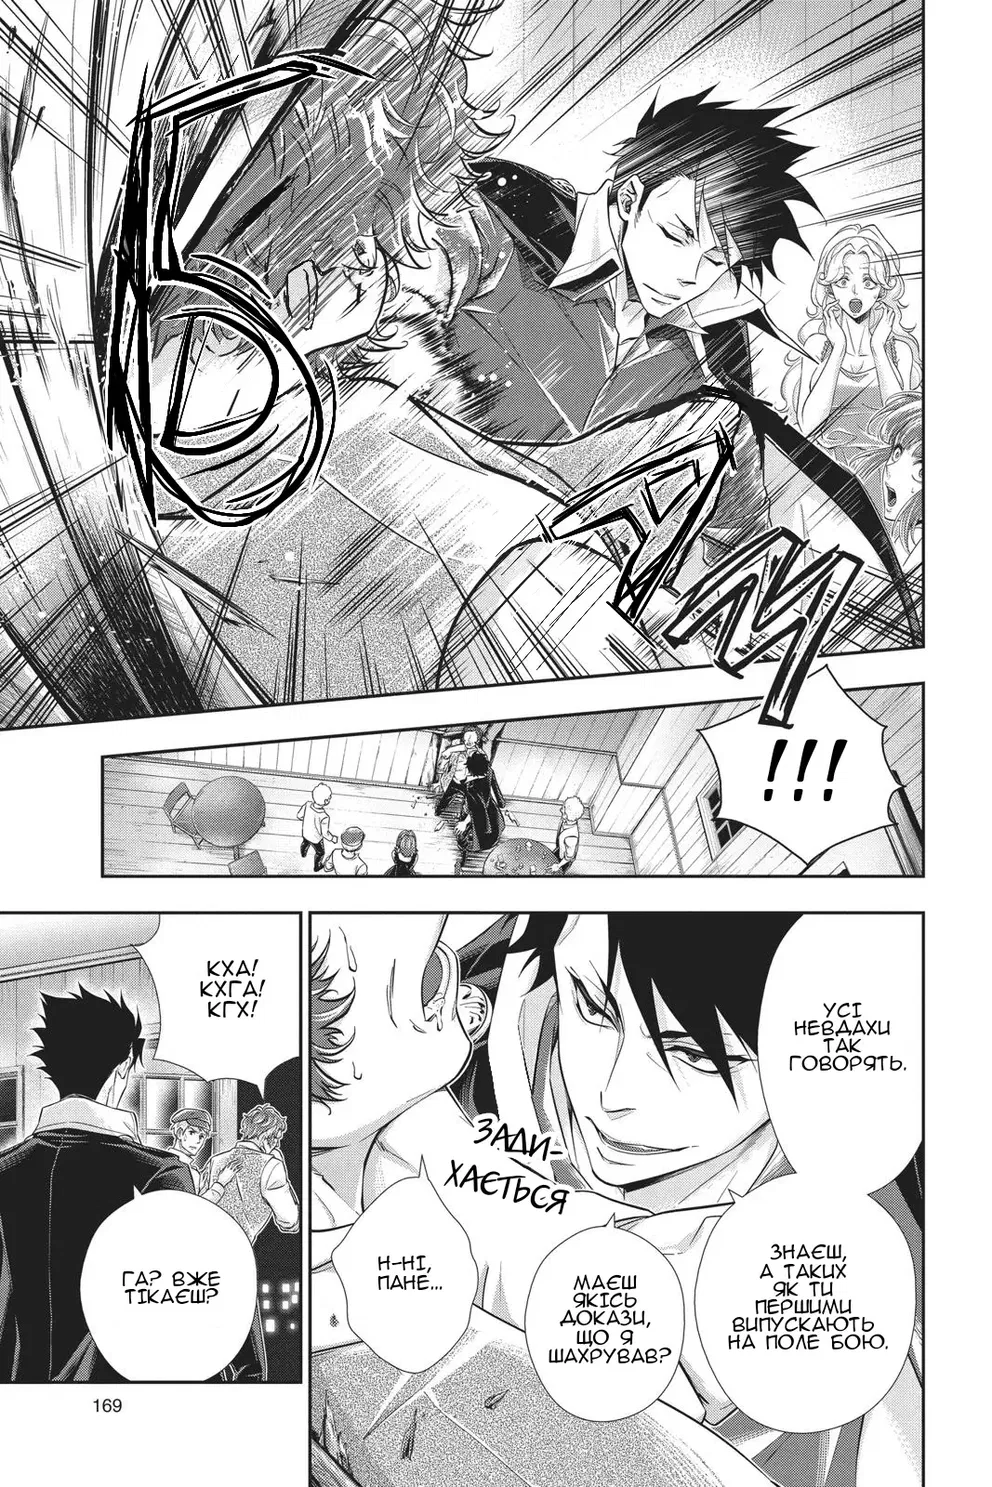 БАМ
!!!
УСІ
НЕВДАХИ
ТАК
ГОВОРЯТЬ.
ЗНАЄШ,
А ТАКИХ
ЯК ТИ
ПЕРШИМИ
ВИПУСКАЮТЬ
НА ПОЛЕ БОЮ.
МАЄШ
ЯКІСЬ
ДОКАЗИ,
ЩО Я
ШАХРУВАВ?
ЗАДИ-
ХАЄТЬСЯ
Н-НІ,
ПАНЕ...
КХА!
КХГА!
КГХ!
ГА? ВЖЕ
ТІКАЄШ?
169